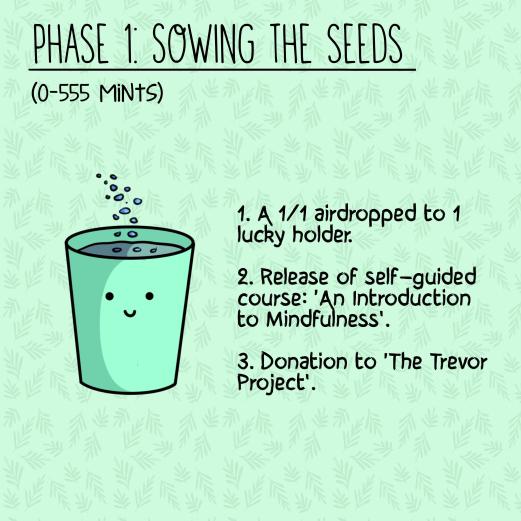 PHASE 1: SOWING THE SEEDS
(0-555 MiNTS)
1. A 1/1 airdropped to 1
lucky holder.
2. Release of self-guided
course: 'An Introduction
to Mindfulness'.
3. Donation to 'The Trevor
Project'.